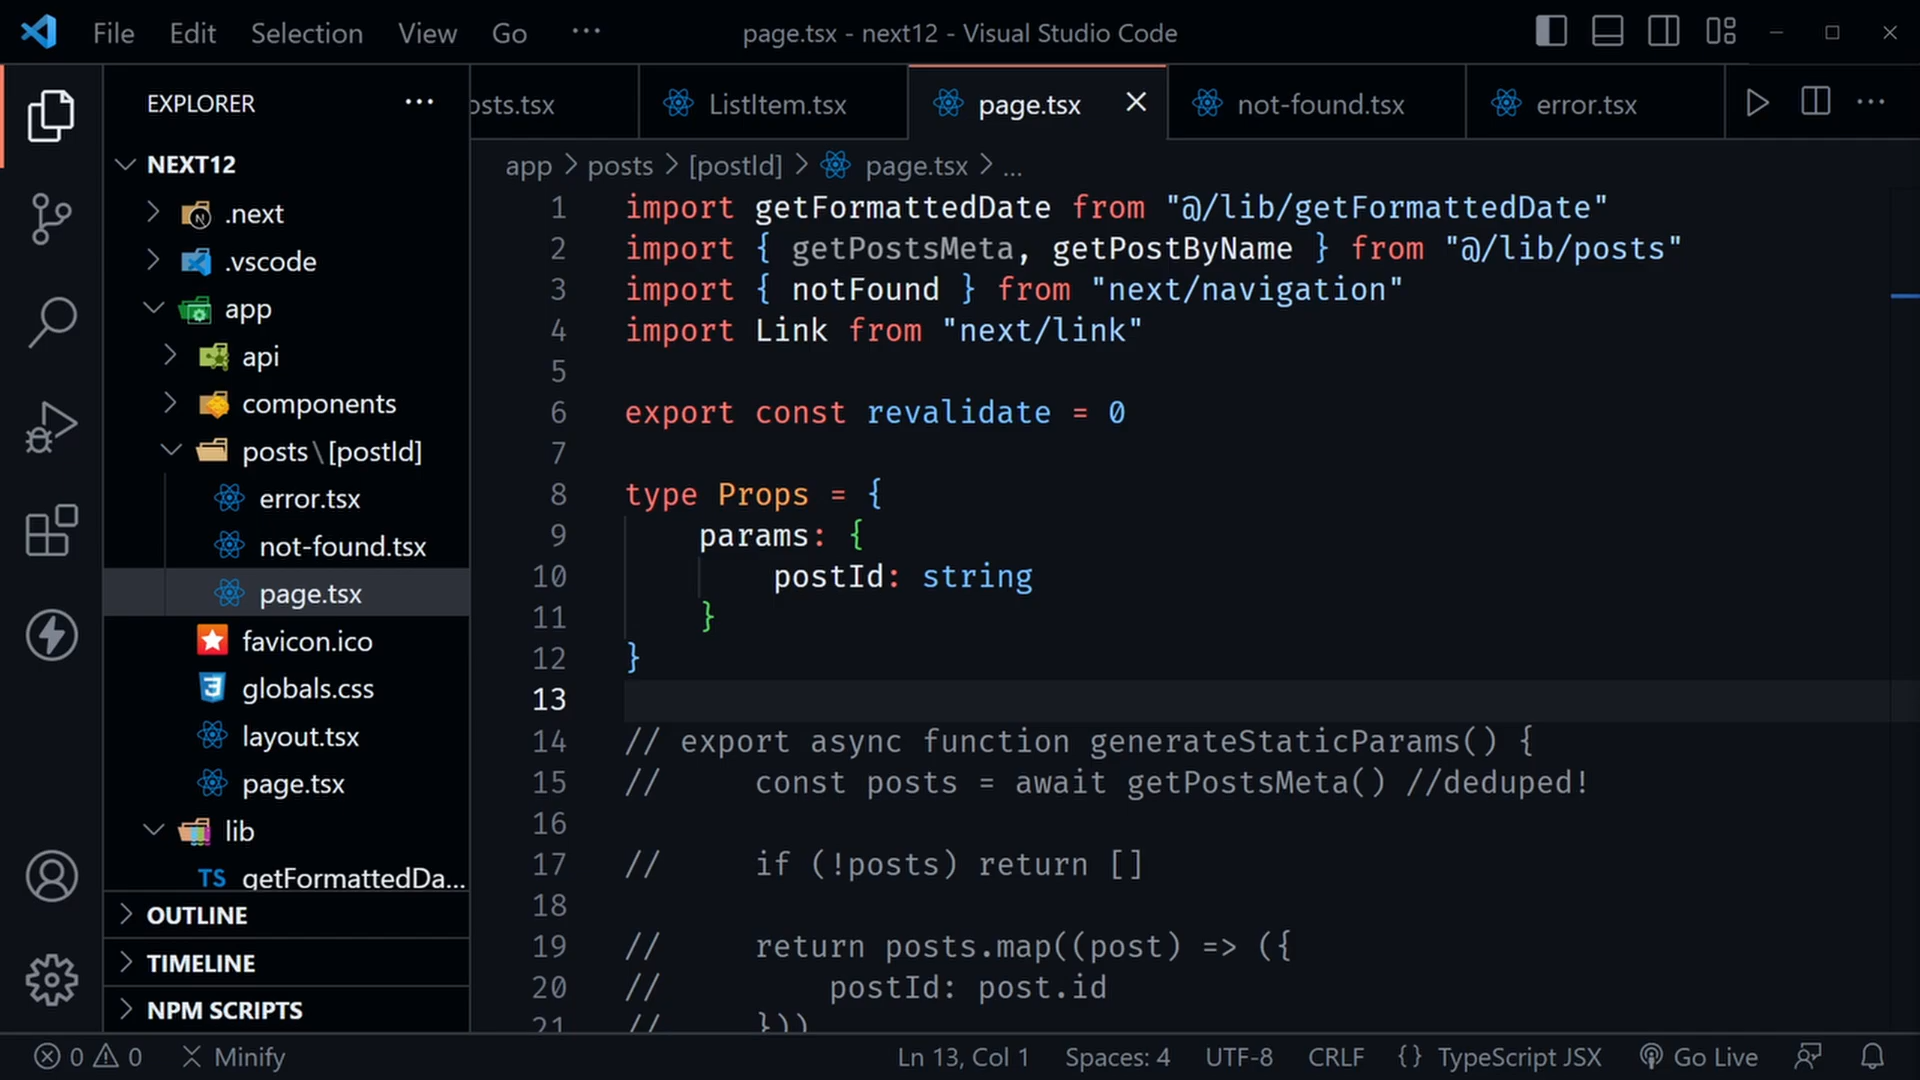 File Edit Selection View Go ··· page.tsx - next12 - Visual Studio Code
EXPLORER ···
NEXT12
.next
.vscode
app
api
components
posts\[postId]
error.tsx
not-found.tsx
page.tsx
favicon.ico
globals.css
layout.tsx
page.tsx
lib
TS getFormattedDa...
OUTLINE
TIMELINE
NPM SCRIPTS
osts.tsx ListItem.tsx page.tsx not-found.tsx error.tsx
app > posts > [postId] > page.tsx > ...
1 import getFormattedDate from "@/lib/getFormattedDate"
2 import { getPostsMeta, getPostByName } from "@/lib/posts"
3 import { notFound } from "next/navigation"
4 import Link from "next/link"
5
6 export const revalidate = 0
7
8 type Props = {
9     params: {
10         postId: string
11     }
12 }
13
14 // export async function generateStaticParams() {
15 //     const posts = await getPostsMeta() //deduped!
16
17 //     if (!posts) return []
18
19 //     return posts.map((post) => ({
20 //         postId: post.id
21 //     }))
0 0 Minify Ln 13, Col 1 Spaces: 4 UTF-8 CRLF {} TypeScript JSX Go Live